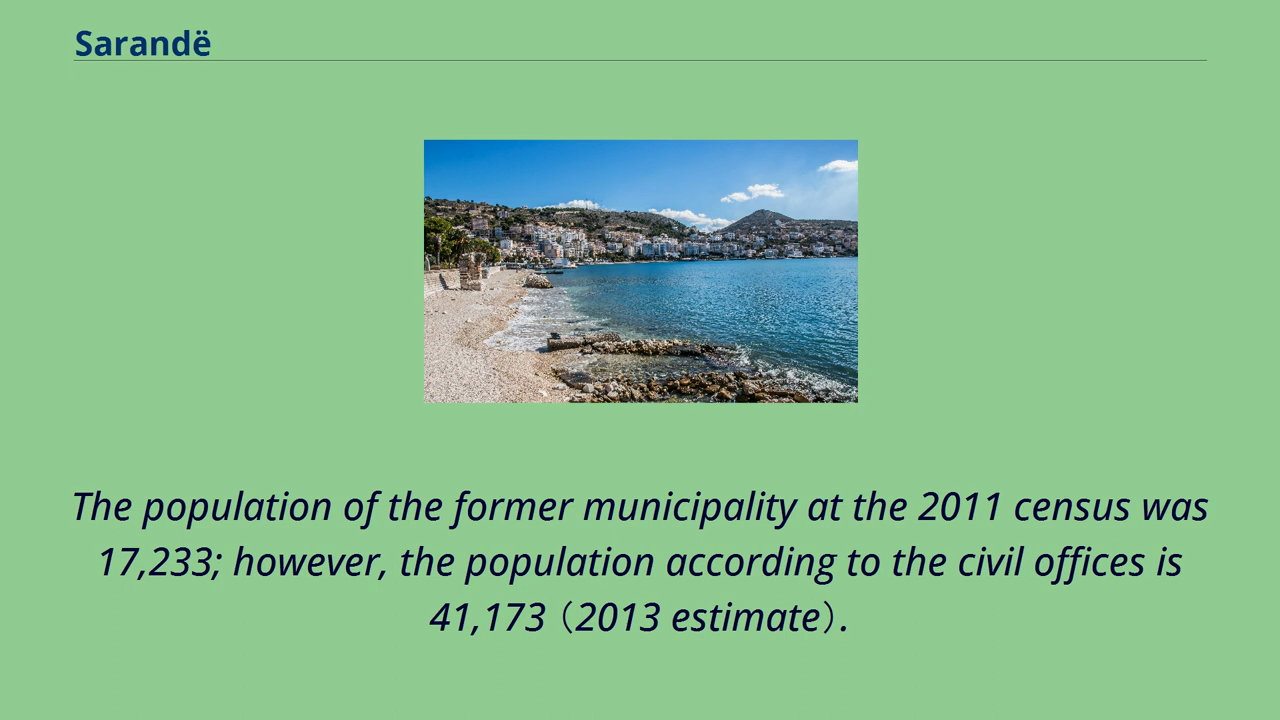 Sarandë
The population of the former municipality at the 2011 census was
17,233; however, the population according to the civil offices is
41,173（2013 estimate）.